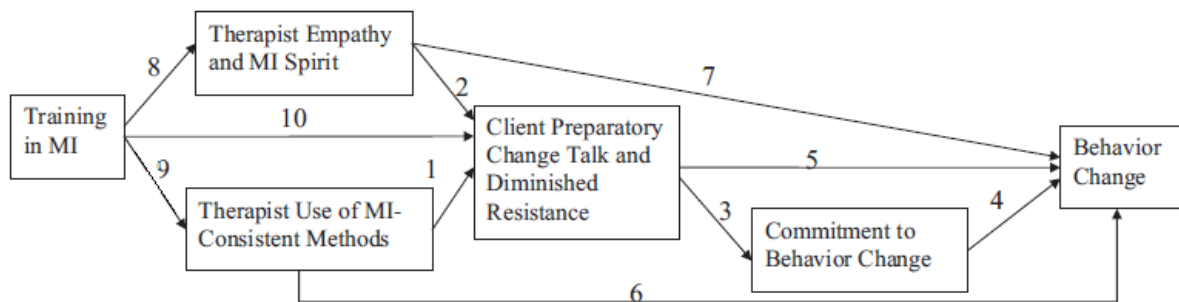 Therapist Empathy
and MI Spirit
8
7
2
Training
in MI
10
Client Preparatory
Change Talk and
Diminished
Resistance
5
Behavior
Change
9
1
Therapist Use of MI-
Consistent Methods
3
4
Commitment to
Behavior Change
6